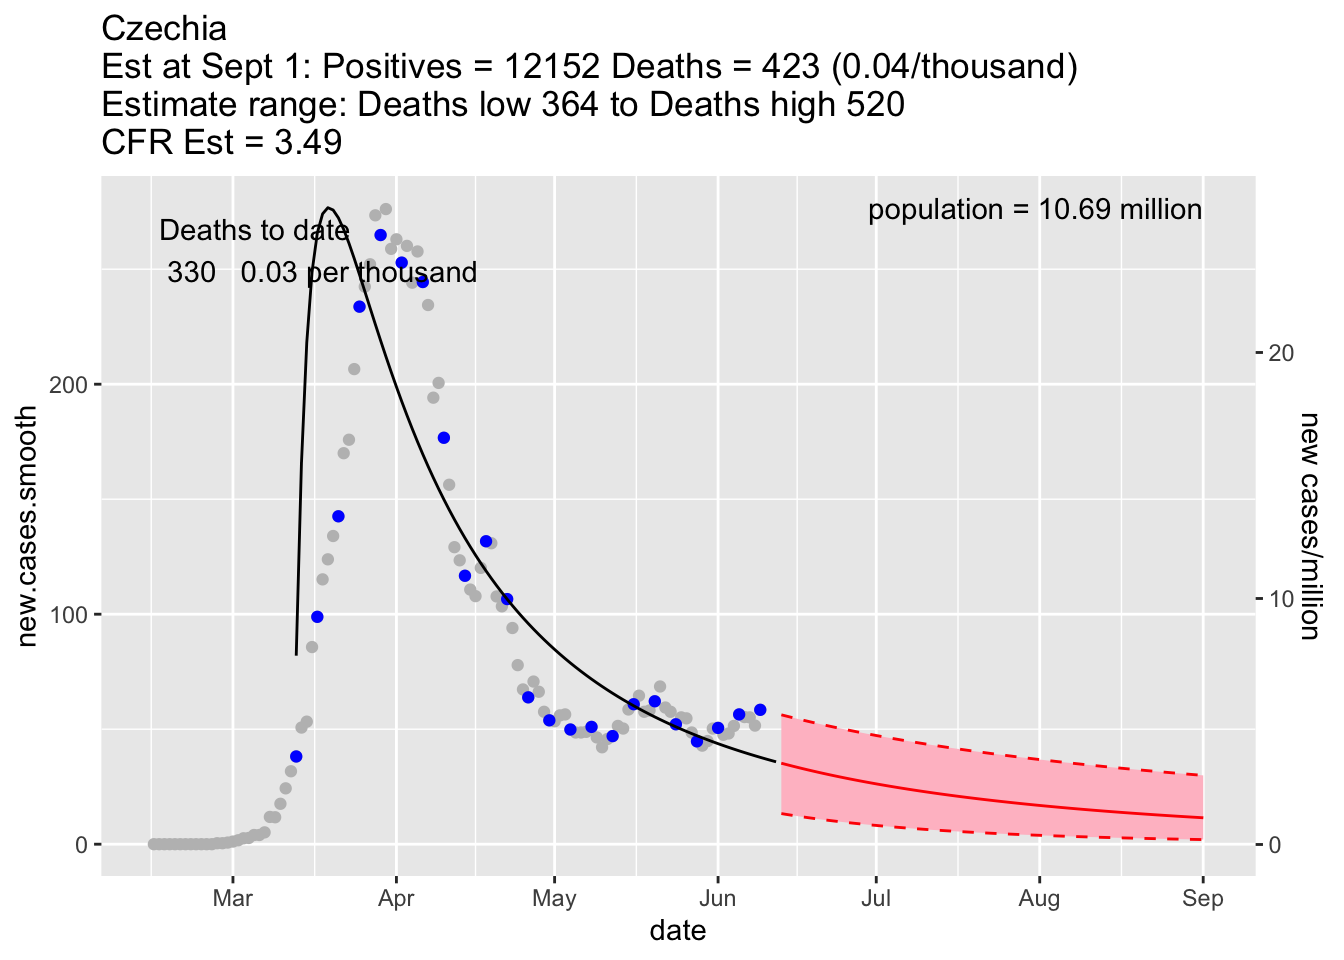 Czechia
Est at Sept 1: Positives = 12152 Deaths = 423 (0.04/thousand)
Estimate range: Deaths low 364 to Deaths high 520
CFR Est = 3.49
population = 10.69 million
Deaths to date
330 0.03 per thousand
new.cases.smooth
200
100
0
new cases/million
20
10
0
Mar Apr May Jun Jul Aug Sep
date